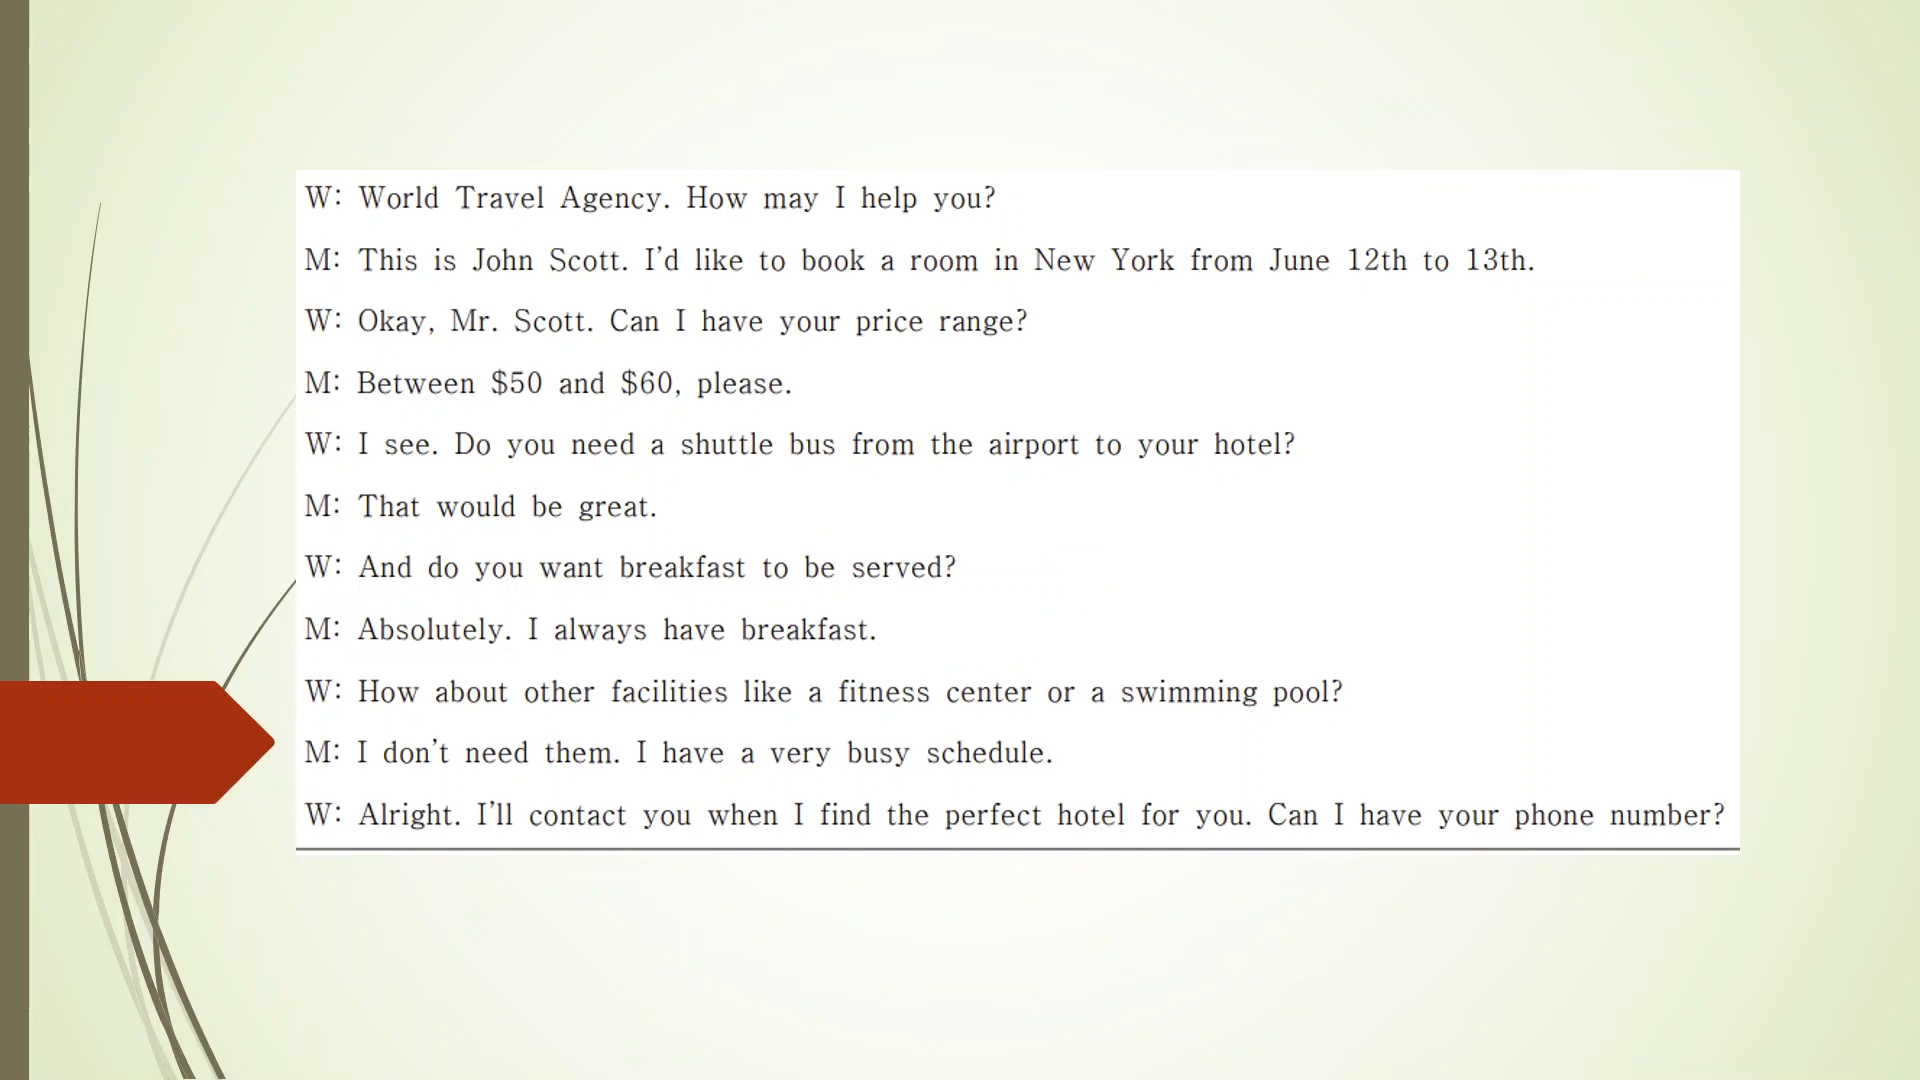 W: World Travel Agency. How may I help you?
M: This is John Scott. I’d like to book a room in New York from June 12th to 13th.
W: Okay, Mr. Scott. Can I have your price range?
M: Between $50 and $60, please.
W: I see. Do you need a shuttle bus from the airport to your hotel?
M: That would be great.
W: And do you want breakfast to be served?
M: Absolutely. I always have breakfast.
W: How about other facilities like a fitness center or a swimming pool?
M: I don’t need them. I have a very busy schedule.
W: Alright. I’ll contact you when I find the perfect hotel for you. Can I have your phone number?